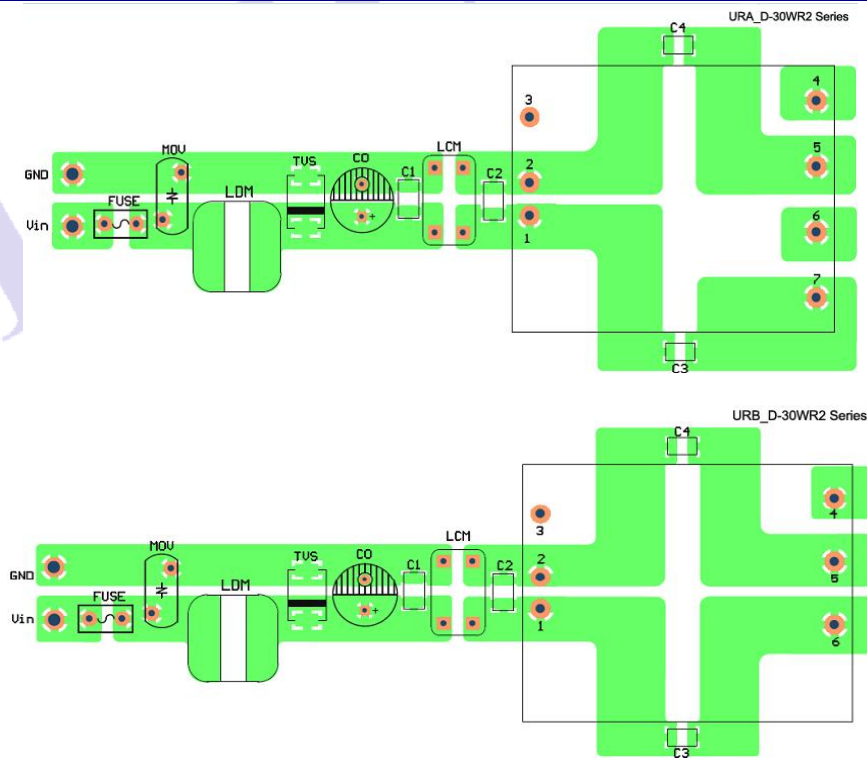 URA_D-30WR2 Series
C4
4
3
MOV
LCM
5
TVS
CO
C1
C2
2
GND
FUSE
LDM
6
Vin
+
1
7
C3
URB_D-30WR2 Series
C4
4
3
MOV
LCM
TVS
CO
C1
C2
2
GND
5
FUSE
LDM
Vin
+
1
6
C3